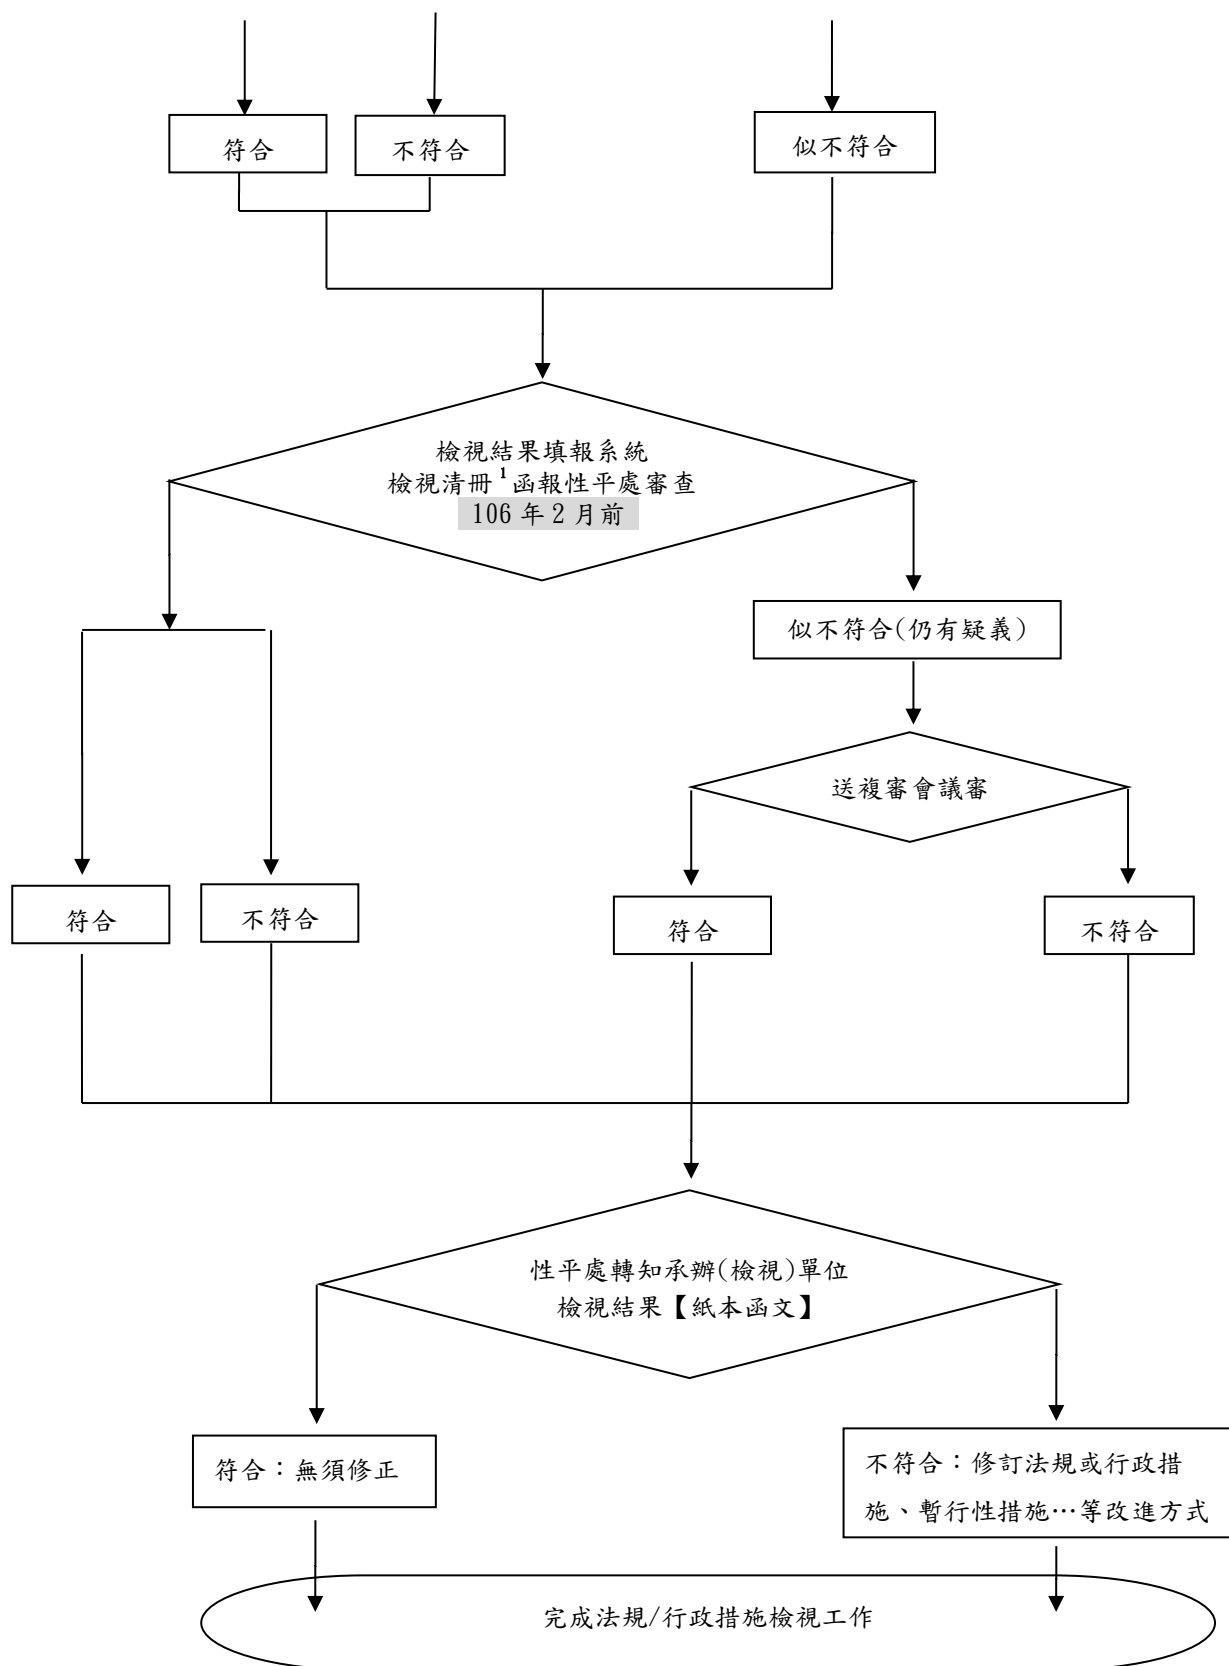 符合
不符合
似不符合
檢視結果填報系統
檢視清冊1函報性平處審查
106 年 2 月前
似不符合(仍有疑義)
送複審會議審
符合
不符合
符合
不符合
性平處轉知承辦(檢視)單位
檢視結果【紙本函文】
符合：無須修正
不符合：修訂法規或行政措
施、暫行性措施…等改進方式
完成法規/行政措施檢視工作